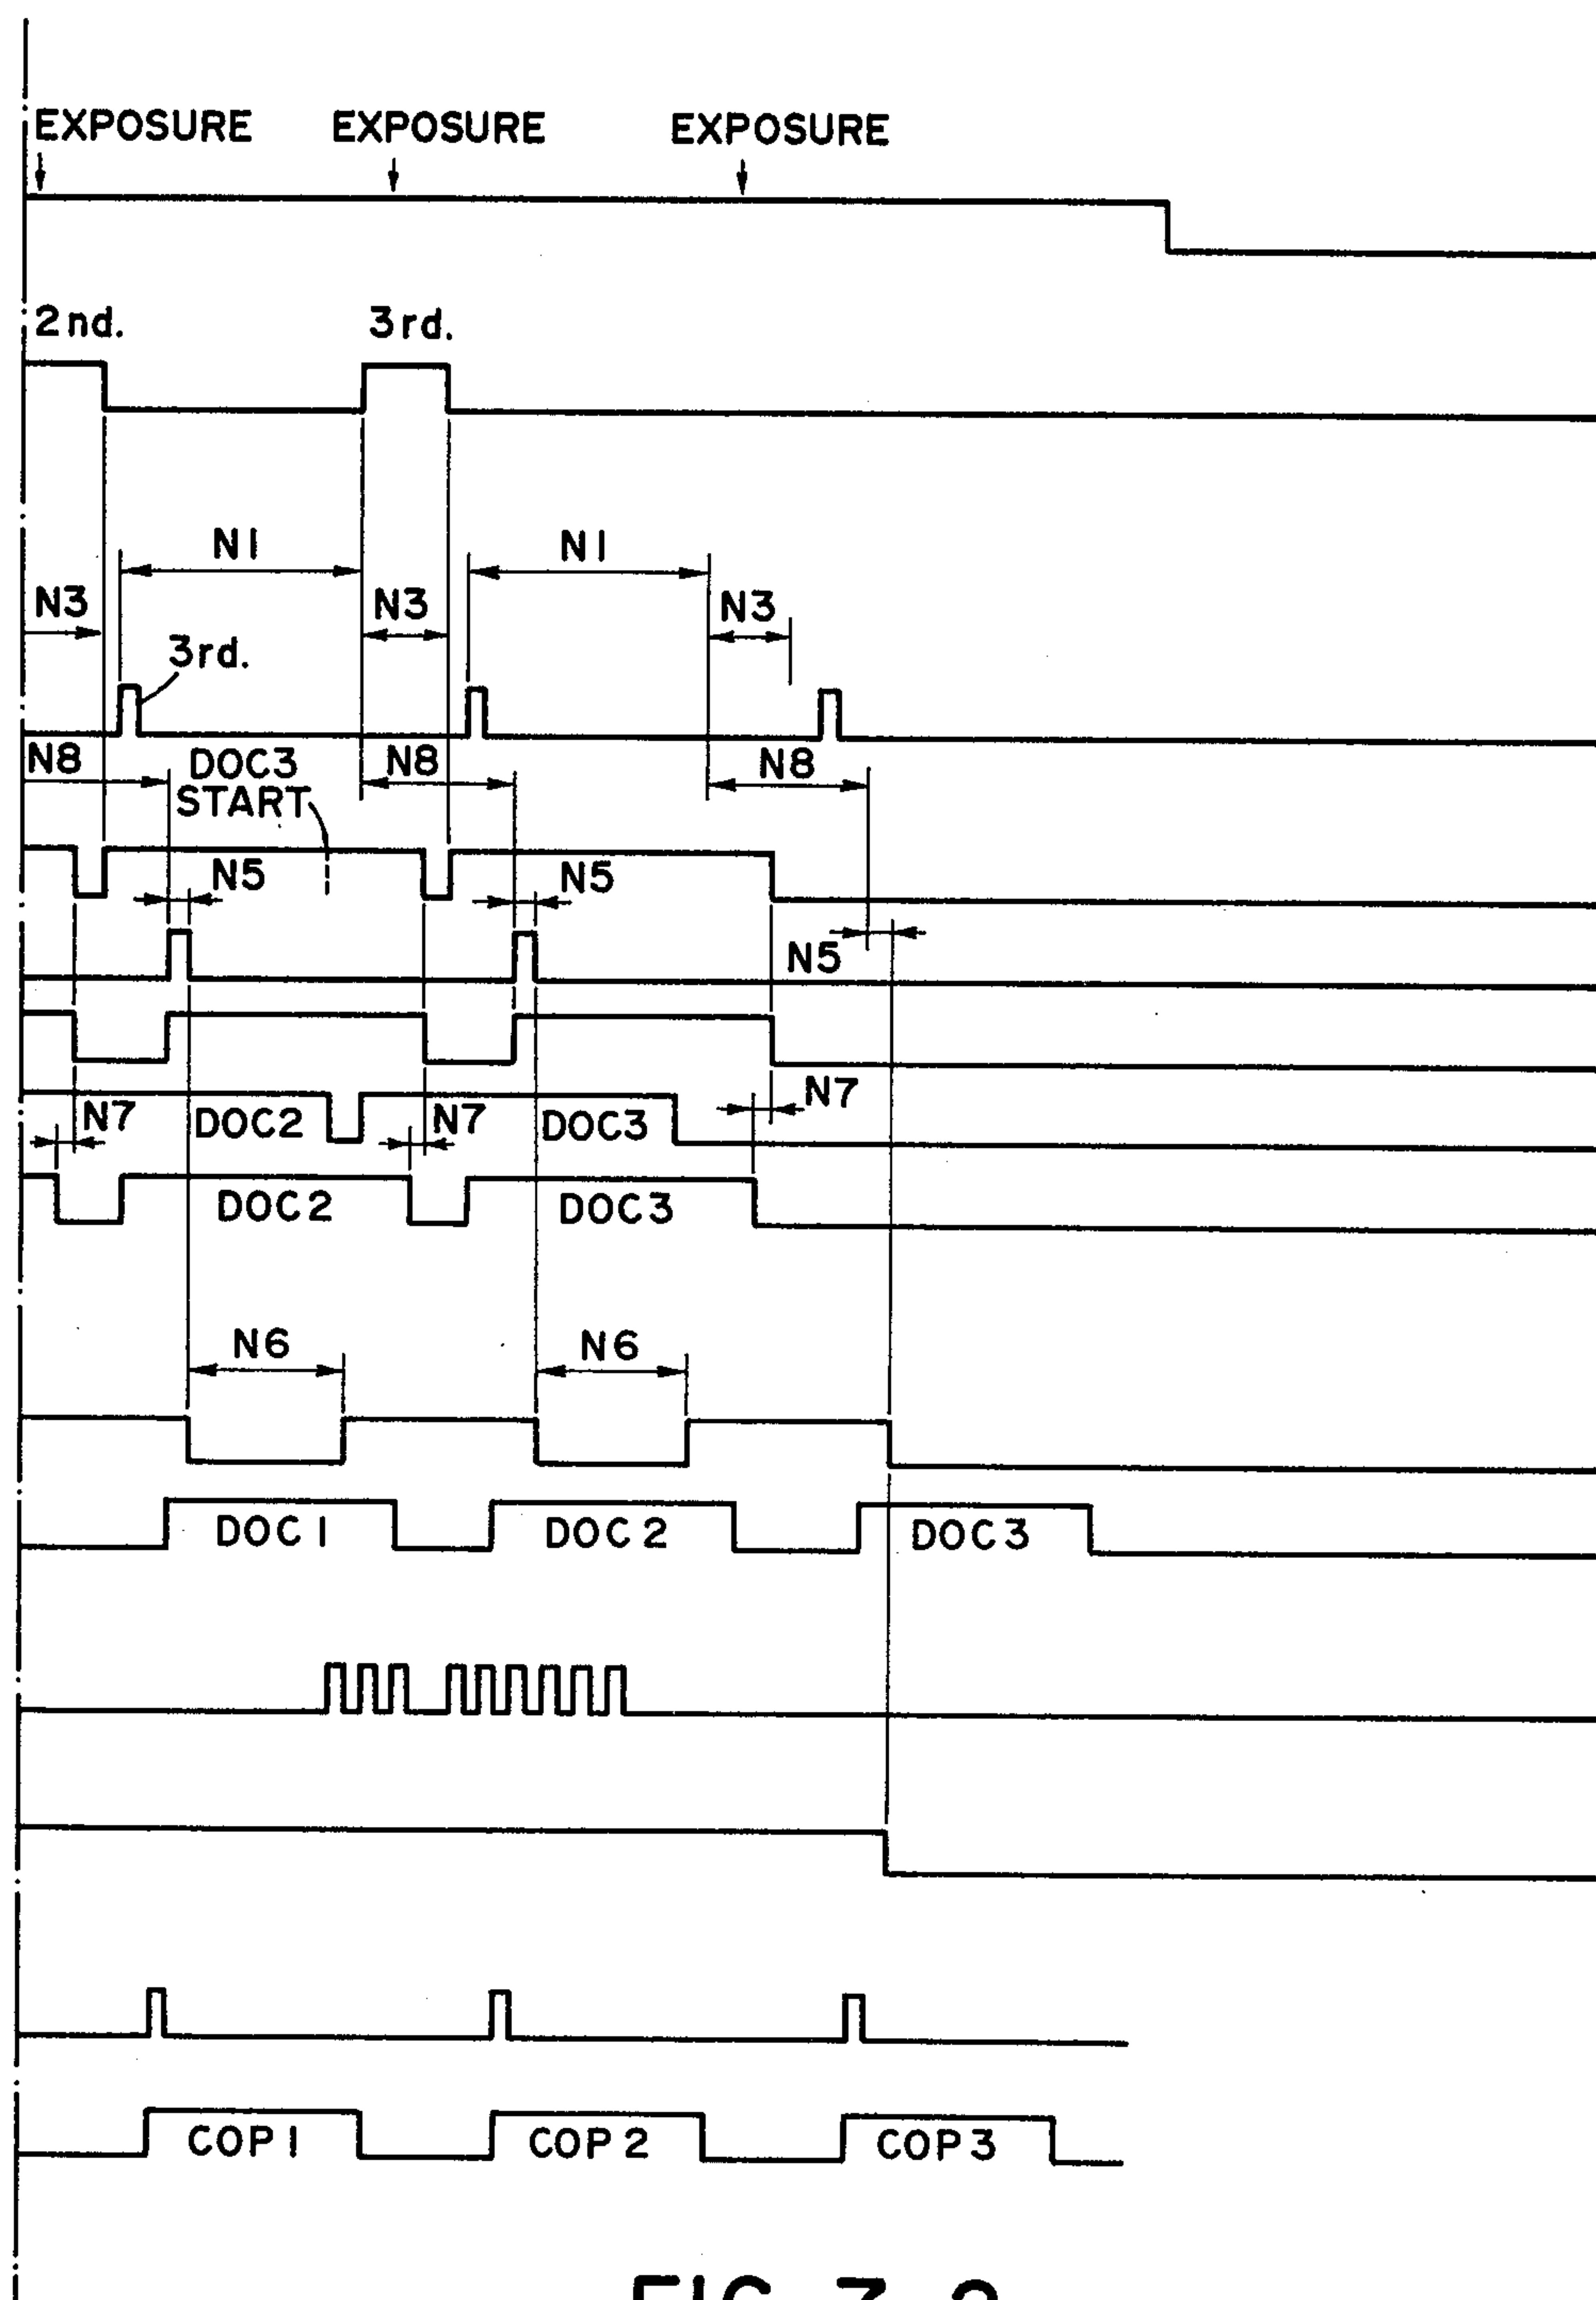 EXPOSURE EXPOSURE EXPOSURE
2nd. 3rd.
N1 N1
N3 N3 N3
3rd.
N8 DOC3 N8 N8
START
N5 N5
N5
N7 DOC2 N7 DOC3 N7
DOC2 DOC3
N6 N6
DOC1 DOC2 DOC3
COP1 COP2 COP3